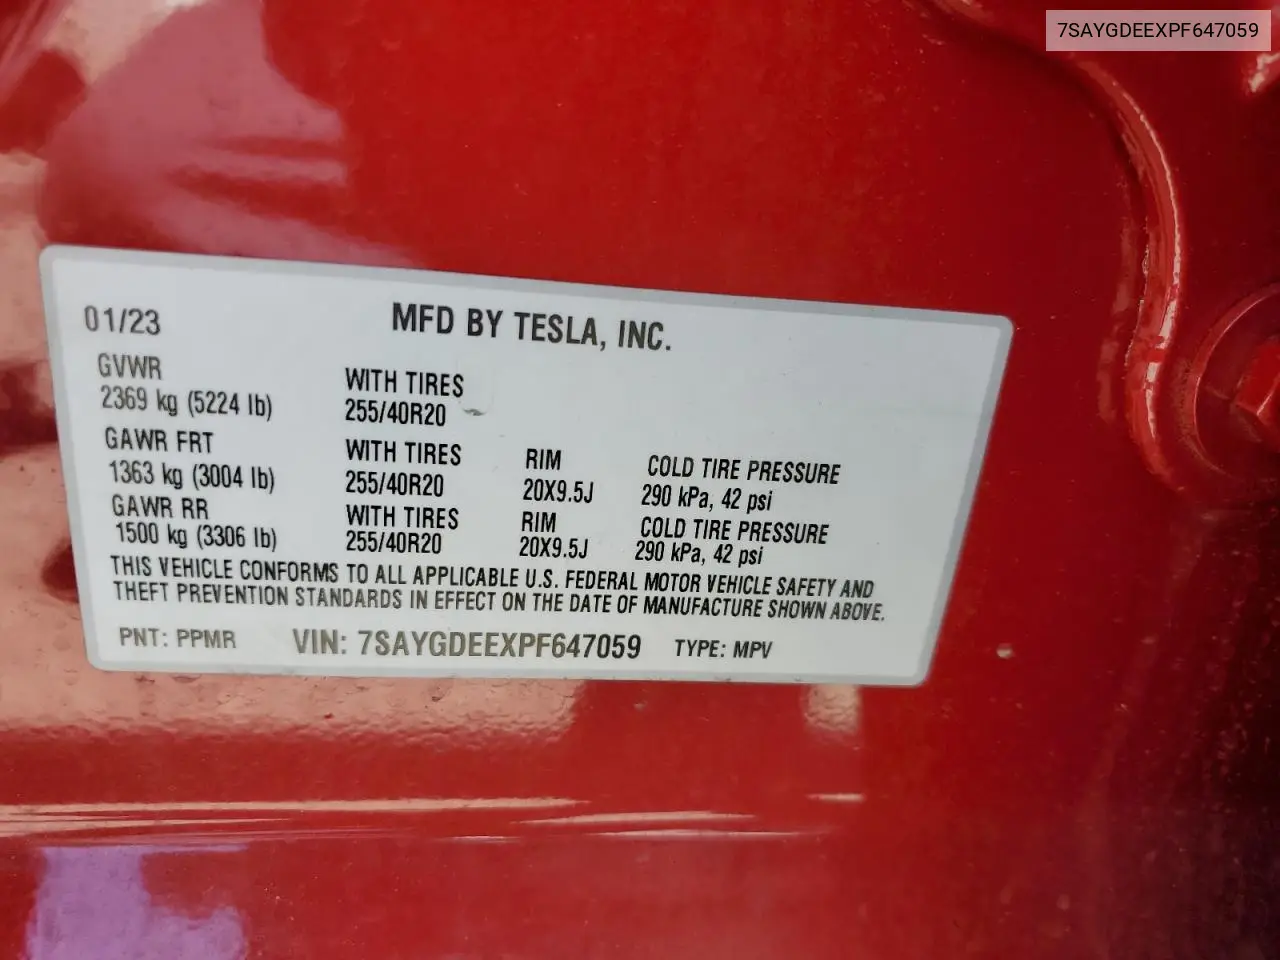 7SAYGDEEXPF647059
01/23 MFD BY TESLA, INC.
GVWR
2369 kg (5224 lb)
WITH TIRES
255/40R20
GAWR FRT WITH TIRES RIM COLD TIRE PRESSURE
1363 kg (3004 lb) 255/40R20 20X9.5J 290 kPa, 42 psi
GAWR RR WITH TIRES RIM COLD TIRE PRESSURE
1500 kg (3306 lb) 255/40R20 20X9.5J 290 kPa, 42 psi
THIS VEHICLE CONFORMS TO ALL APPLICABLE U.S. FEDERAL MOTOR VEHICLE SAFETY AND
THEFT PREVENTION STANDARDS IN EFFECT ON THE DATE OF MANUFACTURE SHOWN ABOVE.
PNT: PPMR VIN: 7SAYGDEEXPF647059 TYPE: MPV